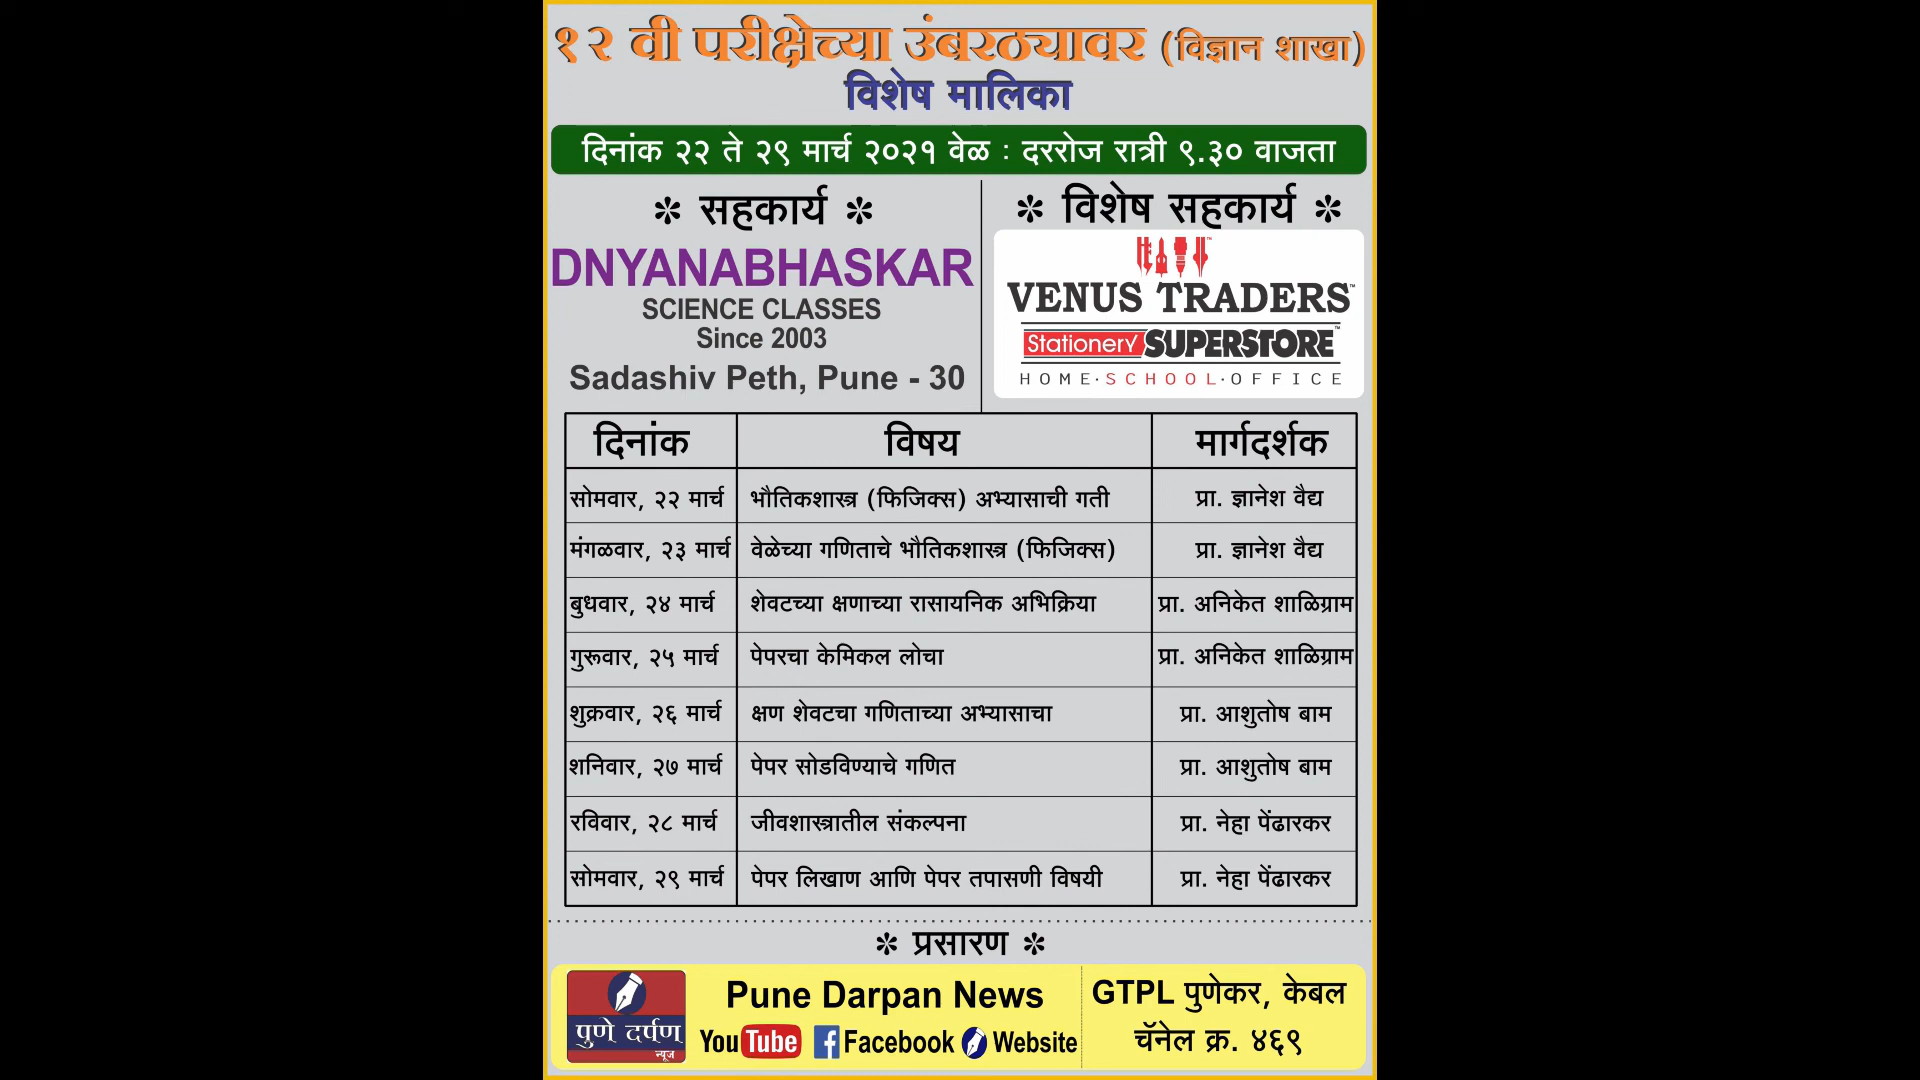 १२ वी परीक्षेच्या उंबरठ्यावर (विज्ञान शाखा)
विशेष मालिका
दिनांक २२ ते २९ मार्च २०२१ वेळ : दररोज रात्री ९.३० वाजता
* सहकार्य *
DNYANABHASKAR
SCIENCE CLASSES
Since 2003
Sadashiv Peth, Pune - 30
* विशेष सहकार्य *
VENUS TRADERS™
Stationery SUPERSTORE™
HOME·SCHOOL·OFFICE
दिनांक विषय मार्गदर्शक
सोमवार, २२ मार्च भौतिकशास्त्र (फिजिक्स) अभ्यासाची गती प्रा. ज्ञानेश वैद्य
मंगळवार, २३ मार्च वेळेच्या गणिताचे भौतिकशास्त्र (फिजिक्स) प्रा. ज्ञानेश वैद्य
बुधवार, २४ मार्च शेवटच्या क्षणाच्या रासायनिक अभिक्रिया प्रा. अनिकेत शाळिग्राम
गुरूवार, २५ मार्च पेपरचा केमिकल लोचा प्रा. अनिकेत शाळिग्राम
शुक्रवार, २६ मार्च क्षण शेवटचा गणिताच्या अभ्यासाचा प्रा. आशुतोष बाम
शनिवार, २७ मार्च पेपर सोडविण्याचे गणित प्रा. आशुतोष बाम
रविवार, २८ मार्च जीवशास्त्रातील संकल्पना प्रा. नेहा पेंढारकर
सोमवार, २९ मार्च पेपर लिखाण आणि पेपर तपासणी विषयी प्रा. नेहा पेंढारकर
* प्रसारण *
पुणे दर्पण
न्यूज
Pune Darpan News
YouTube f Facebook Website
GTPL पुणेकर, केबल
चॅनेल क्र. ४६९